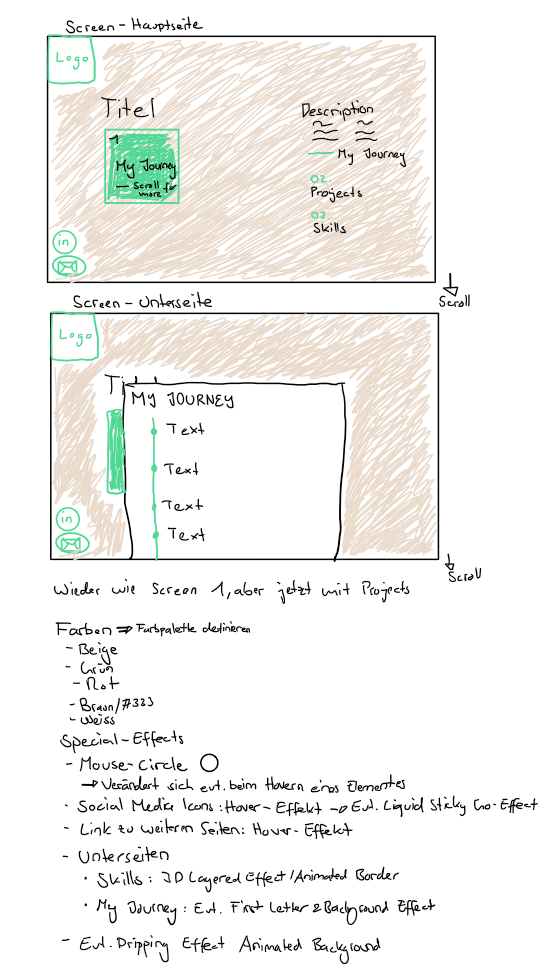 Screen - Hauptseite
Logo
Titel
1
My Journey
— Scroll for
more
Description
— My Journey
02.
Projects
02.
Skills
in
Scroll
Screen - Unterseite
Logo
Ti
MY JOURNEY
Text
Text
Text
Text
in
Scroll
Wieder wie Screen 1, aber jetzt mit Projects
Farben ⇒ Farbpalette definieren
- Beige
- Grün
- Rot
- Braun/#333
- Weiss
Special-Effects
- Mouse-Circle
→ Verändert sich evt. beim Hovern eines Elementes
- Social Media Icons: Hover-Effekt → Evt. Liquid Sticky Goo-Effect
- Link zu weiteren Seiten: Hover-Effekt
- Unterseiten
• Skills: 3D Layered Effect/Animated Border
• My Journey: Evt. First Letter & Background Effect
- Evt. Dripping Effect Animated Background